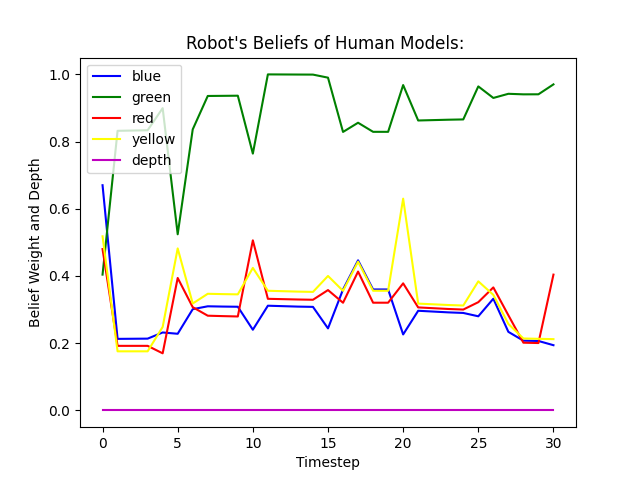 Robot's Beliefs of Human Models:
blue
green
red
yellow
depth
Belief Weight and Depth
1.0
0.8
0.6
0.4
0.2
0.0
0 5 10 15 20 25 30
Timestep